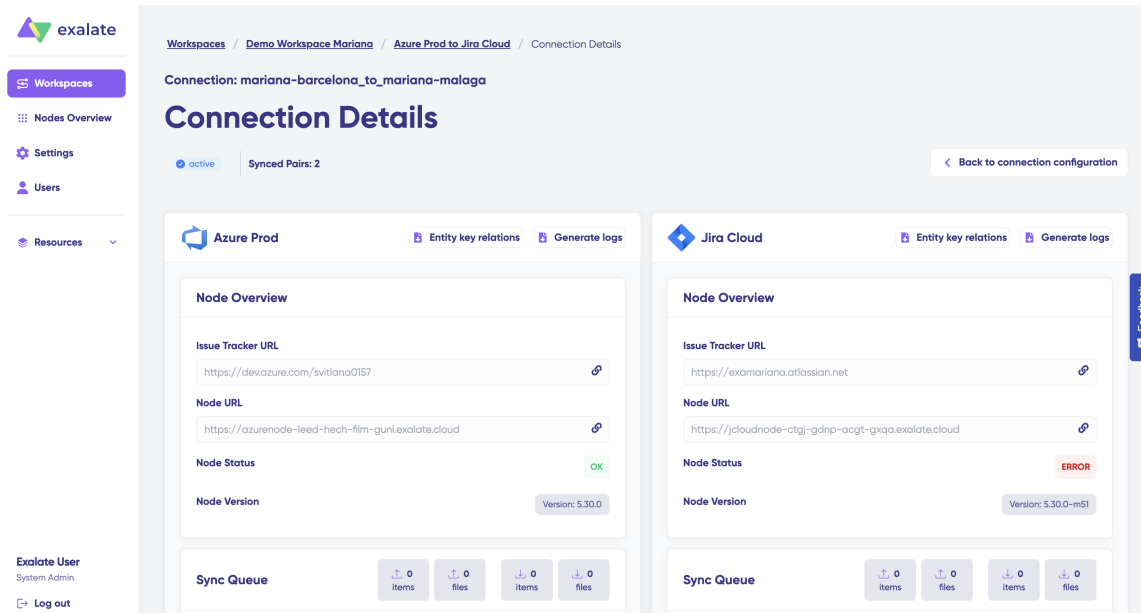 exalate
Workspaces
Nodes Overview
Settings
Users
Resources
Exalate User
System Admin
Log out
Workspaces / Demo Workspace Mariana / Azure Prod to Jira Cloud / Connection Details
Connection: mariana-barcelona_to_mariana-malaga
Connection Details
active
Synced Pairs: 2
Back to connection configuration
Azure Prod
Entity key relations
Generate logs
Node Overview
Issue Tracker URL
https://dev.azure.com/svitlana0157
Node URL
https://azurenode-leed-hech-film-gunl.exalate.cloud
Node Status OK
Node Version Version: 5.30.0
Sync Queue
0 items
0 files
0 items
0 files
Jira Cloud
Entity key relations
Generate logs
Node Overview
Issue Tracker URL
https://examariana.atlassian.net
Node URL
https://jcloudnode-ctgj-gdnp-acgt-gxqa.exalate.cloud
Node Status ERROR
Node Version Version: 5.30.0-m51
Sync Queue
0 items
0 files
0 items
0 files